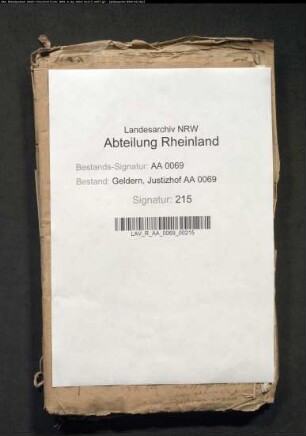 Landesarchiv NRW
Abteilung Rheinland
Bestands-Signatur: AA 0069
Bestand: Geldern, Justizhof AA 0069
Signatur: 215
LAV_R_AA_0069_00215